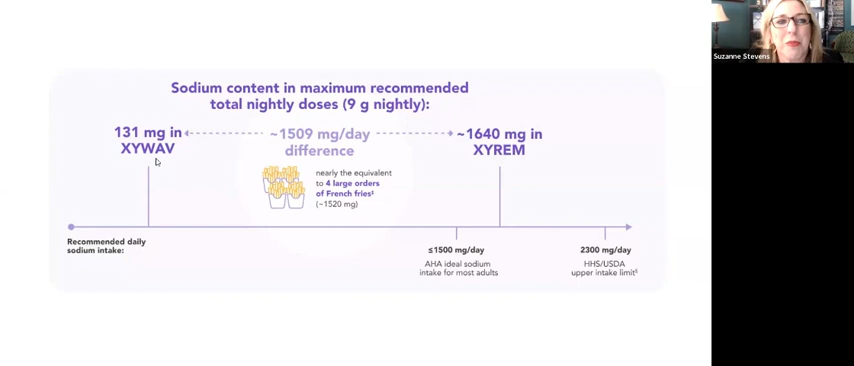 Suzanne Stevens
Sodium content in maximum recommended
total nightly doses (9 g nightly):
131 mg in
XYWAV
~1509 mg/day
difference
~1640 mg in
XYREM
nearly the equivalent
to 4 large orders
of French fries‡
(~1520 mg)
Recommended daily
sodium intake:
≤1500 mg/day
AHA ideal sodium
intake for most adults
2300 mg/day
HHS/USDA
upper intake limit§